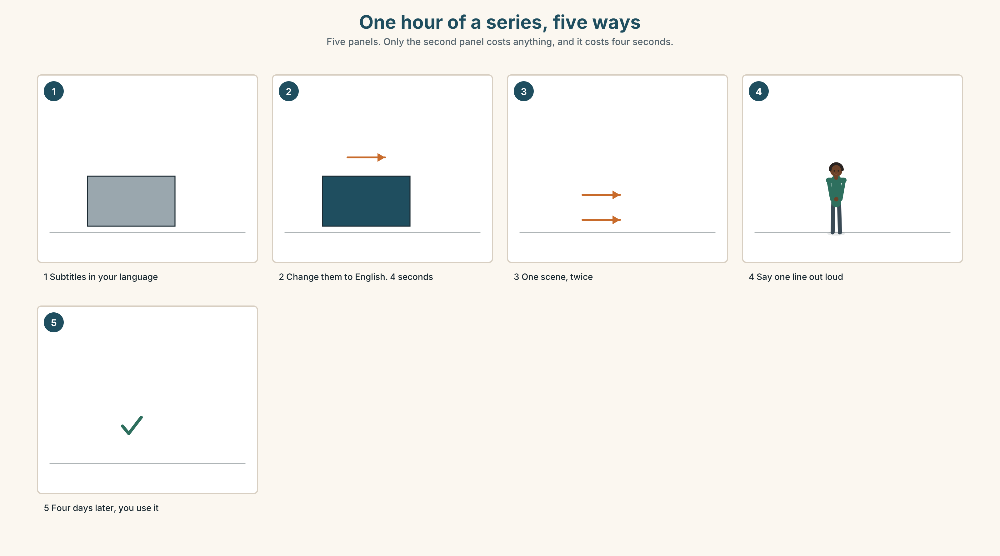 One hour of a series, five ways
Five panels. Only the second panel costs anything, and it costs four seconds.
1
2
3
4
1 Subtitles in your language
2 Change them to English. 4 seconds
3 One scene, twice
4 Say one line out loud
5
5 Four days later, you use it